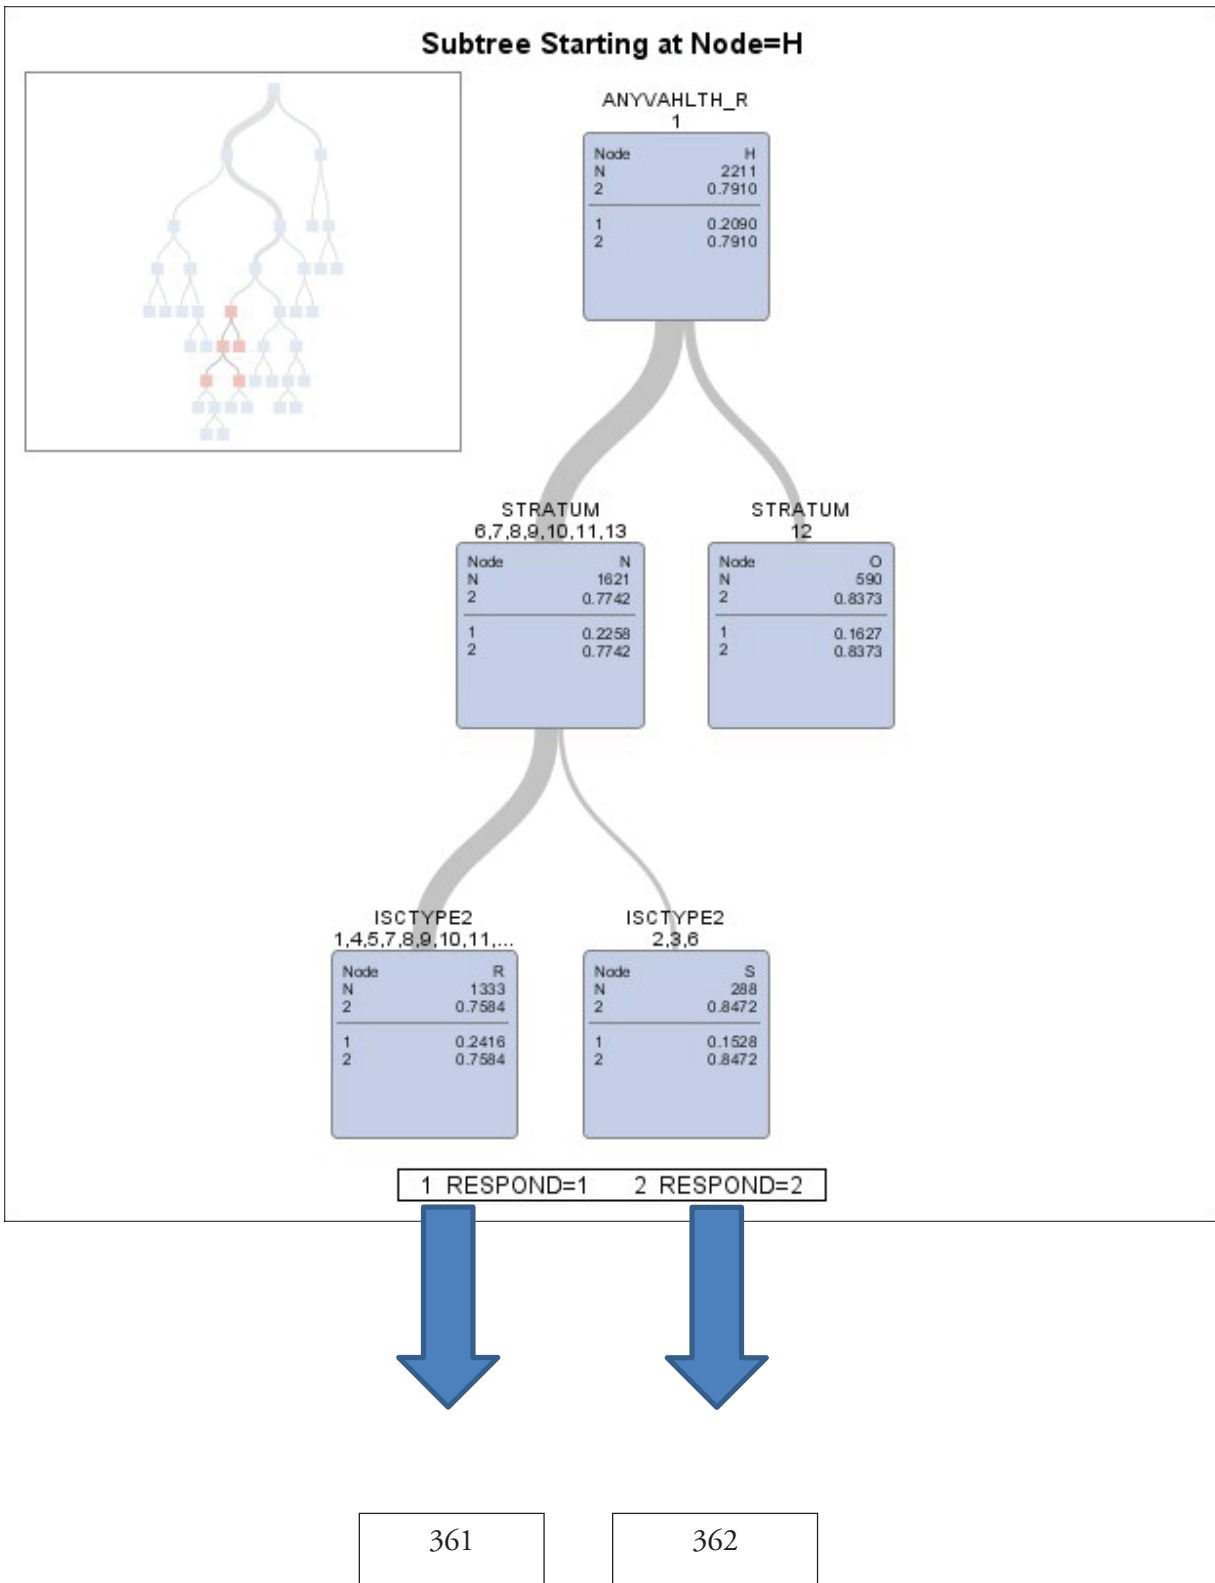 Subtree Starting at Node=H
ANYVAHLTH_R
1
Node H
N 2211
2 0.7910
1 0.2090
2 0.7910
STRATUM
6,7,8,9,10,11,13
Node N
N 1621
2 0.7742
1 0.2258
2 0.7742
STRATUM
12
Node O
N 590
2 0.8373
1 0.1627
2 0.8373
ISCTYPE2
1,4,5,7,8,9,10,11,...
Node R
N 1333
2 0.7584
1 0.2416
2 0.7584
ISCTYPE2
2,3,6
Node S
N 288
2 0.8472
1 0.1528
2 0.8472
1 RESPOND=1 2 RESPOND=2
361
362